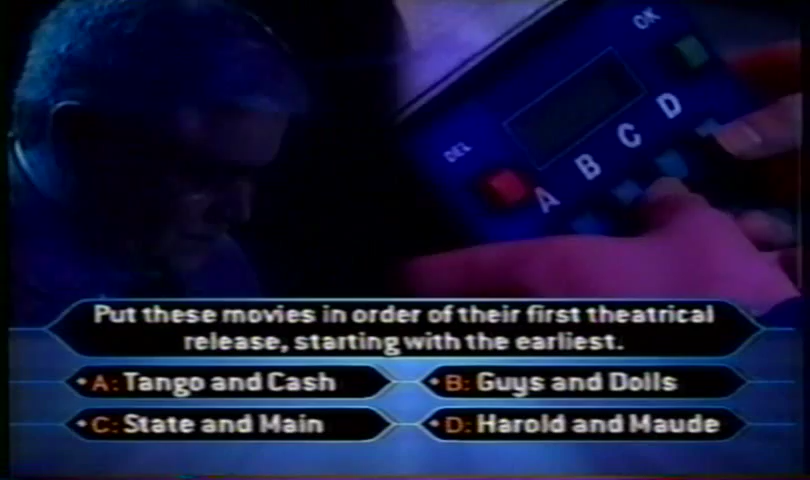 OK
DEL
A B C D
Put these movies in order of their first theatrical
release, starting with the earliest.
A: Tango and Cash
B: Guys and Dolls
C: State and Main
D: Harold and Maude